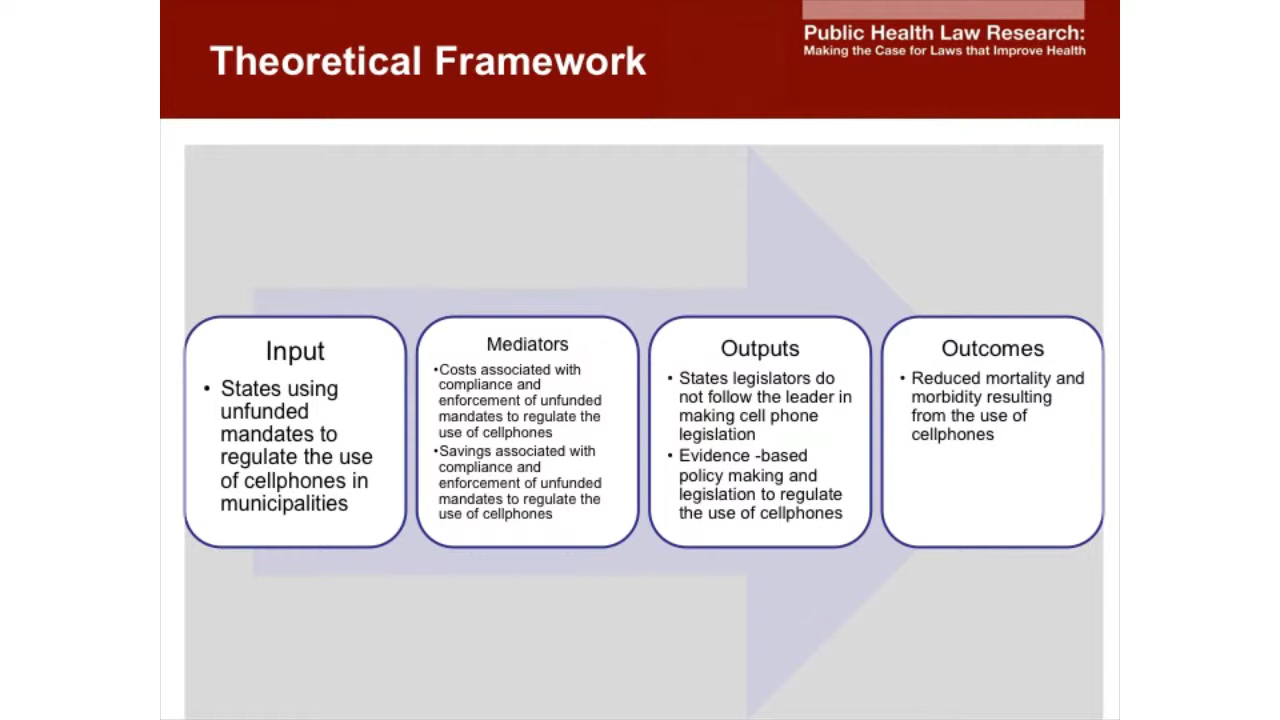 Theoretical Framework
Public Health Law Research:
Making the Case for Laws that Improve Health
Input
• States using
unfunded
mandates to
regulate the use
of cellphones in
municipalities
Mediators
•Costs associated with
compliance and
enforcement of unfunded
mandates to regulate the
use of cellphones
•Savings associated with
compliance and
enforcement of unfunded
mandates to regulate the
use of cellphones
Outputs
• States legislators do
not follow the leader in
making cell phone
legislation
• Evidence -based
policy making and
legislation to regulate
the use of cellphones
Outcomes
• Reduced mortality and
morbidity resulting
from the use of
cellphones